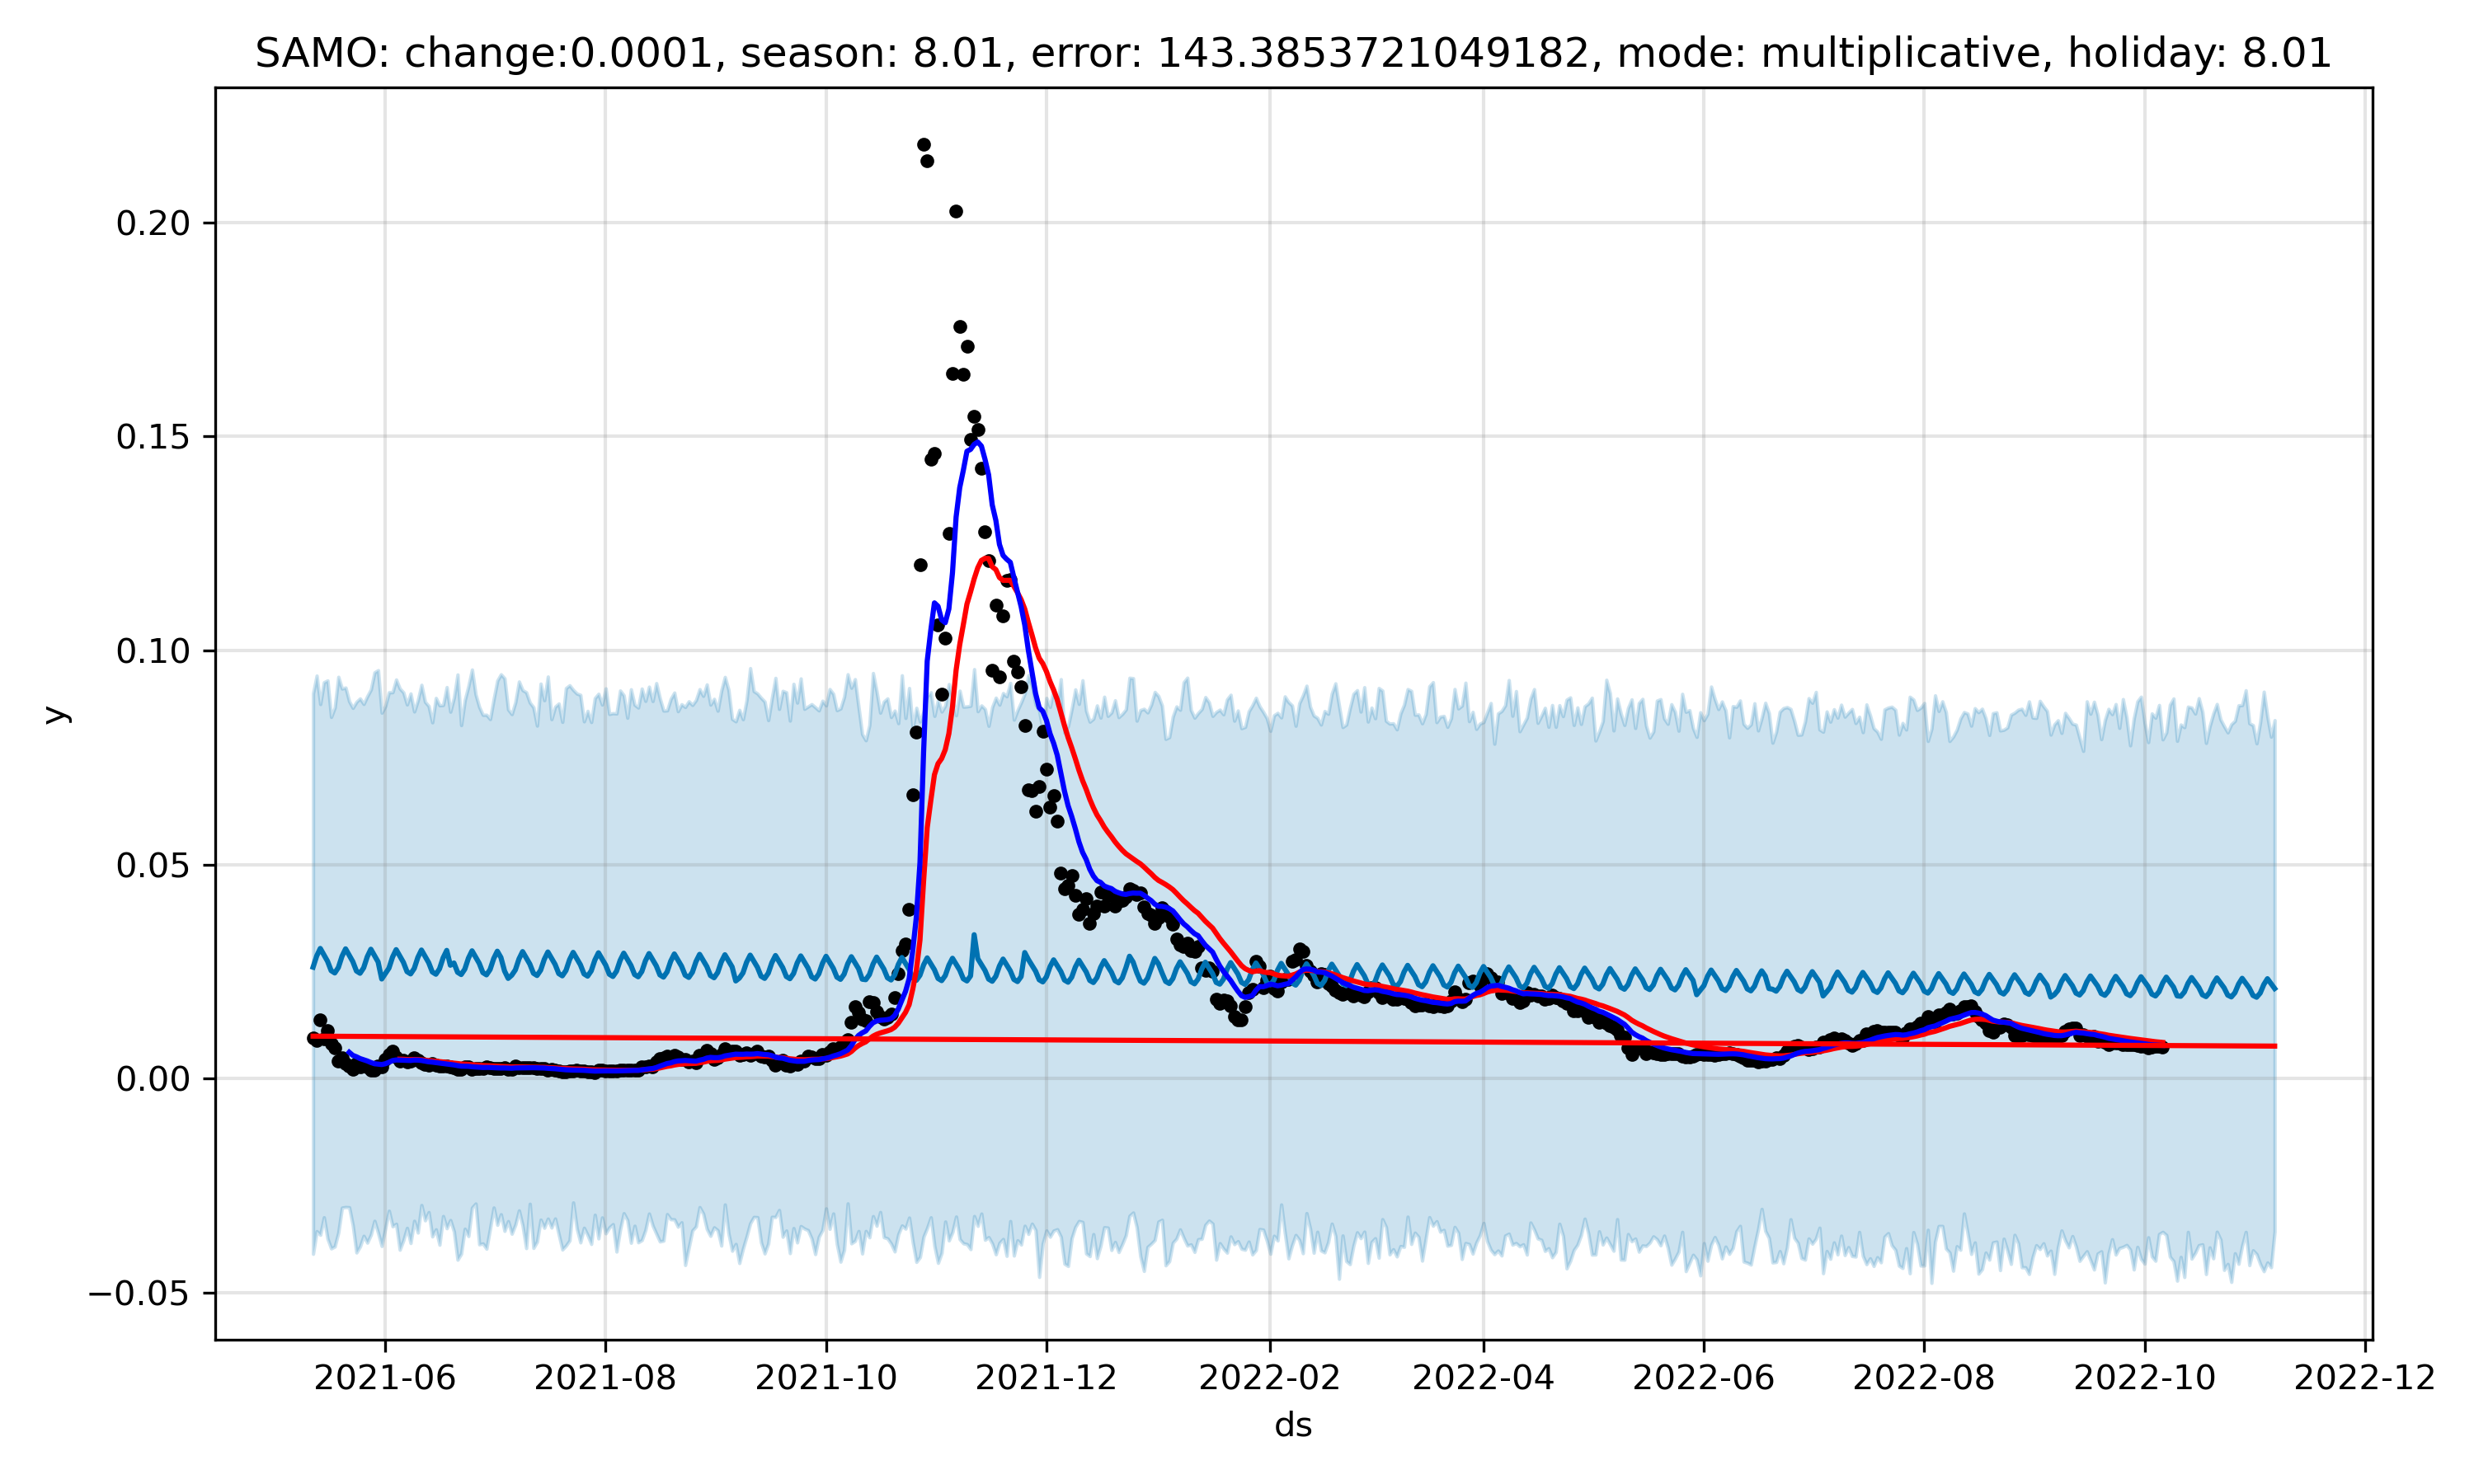 SAMO: change:0.0001, season: 8.01, error: 143.3853721049182, mode: multiplicative, holiday: 8.01
0.20
0.15
0.10
0.05
0.00
−0.05
y
2021-06 2021-08 2021-10 2021-12 2022-02 2022-04 2022-06 2022-08 2022-10 2022-12
ds